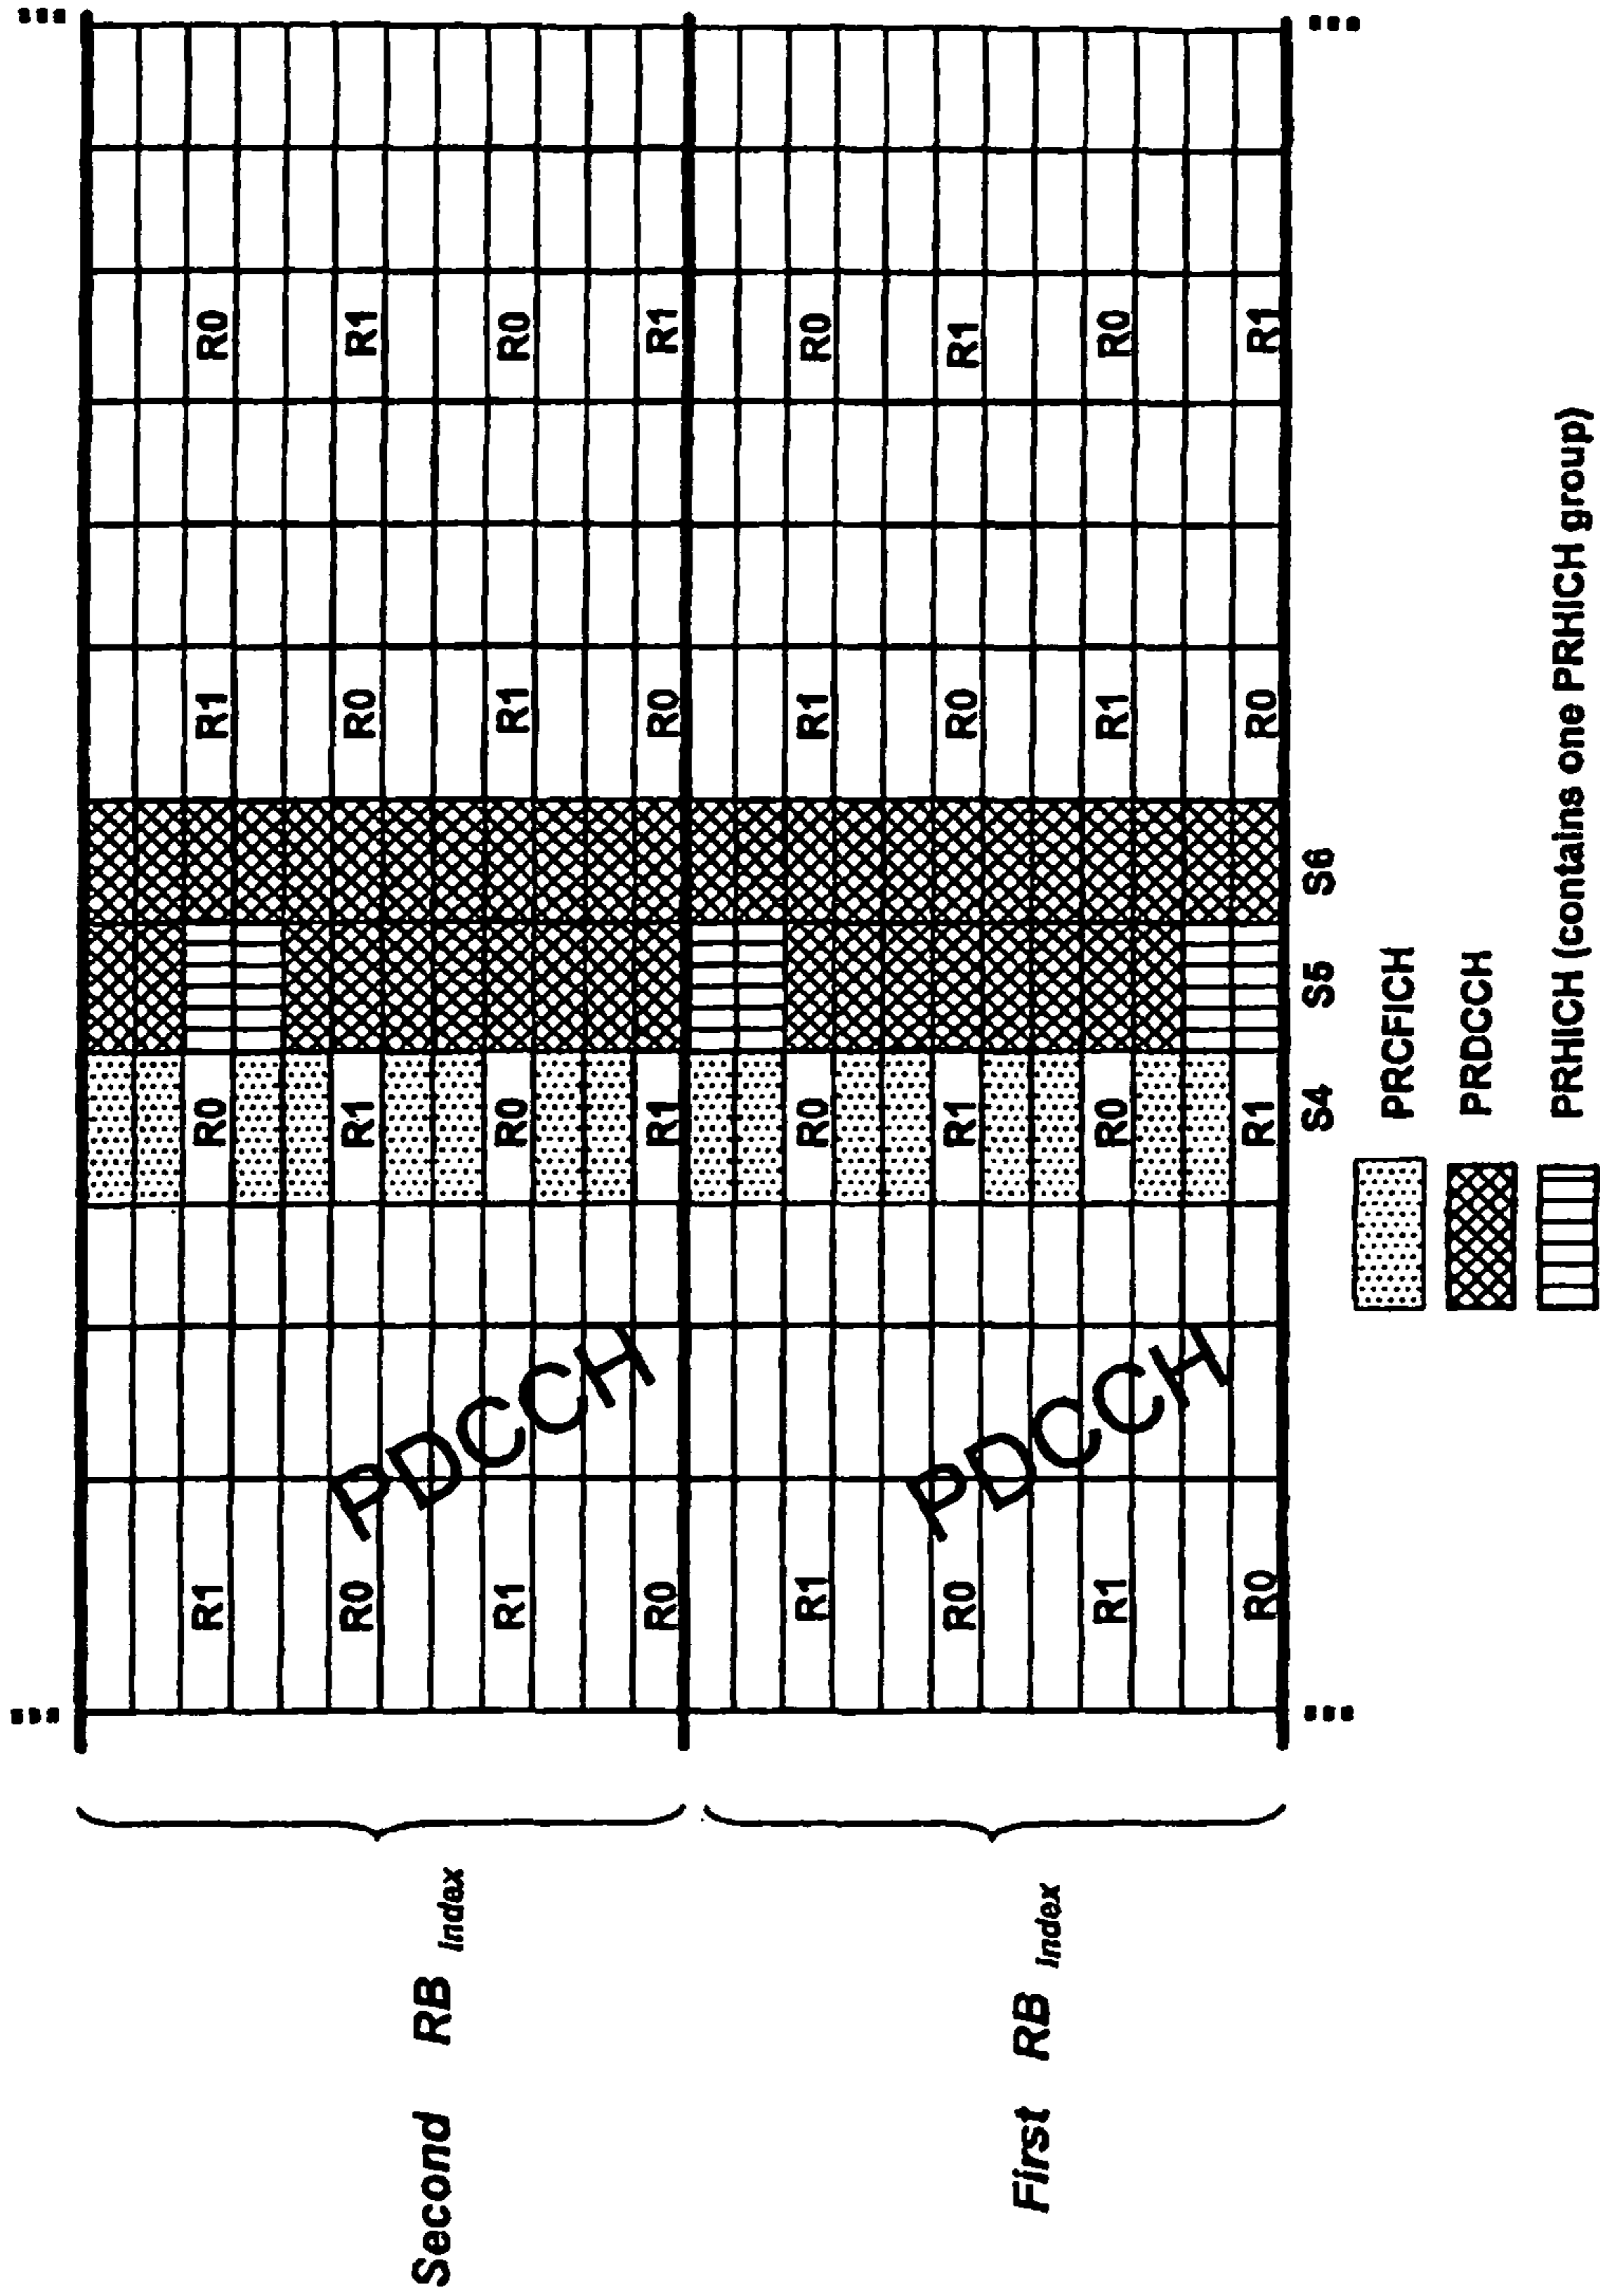 R1 R0 R1 R0
R0 R1 R0 R1
Second RB index
PDCCH
R1 R0 R1 R0
R0 R1 R0 R1
R1 R0 R1 R0
R0 R1 R0 R1
First RB index
PDCCH
R1 R0 R1 R0
R0 R1 R0 R1
S4 S5 S6
PRCFICH
PRDCCH
PRHICH (contains one PRHICH group)